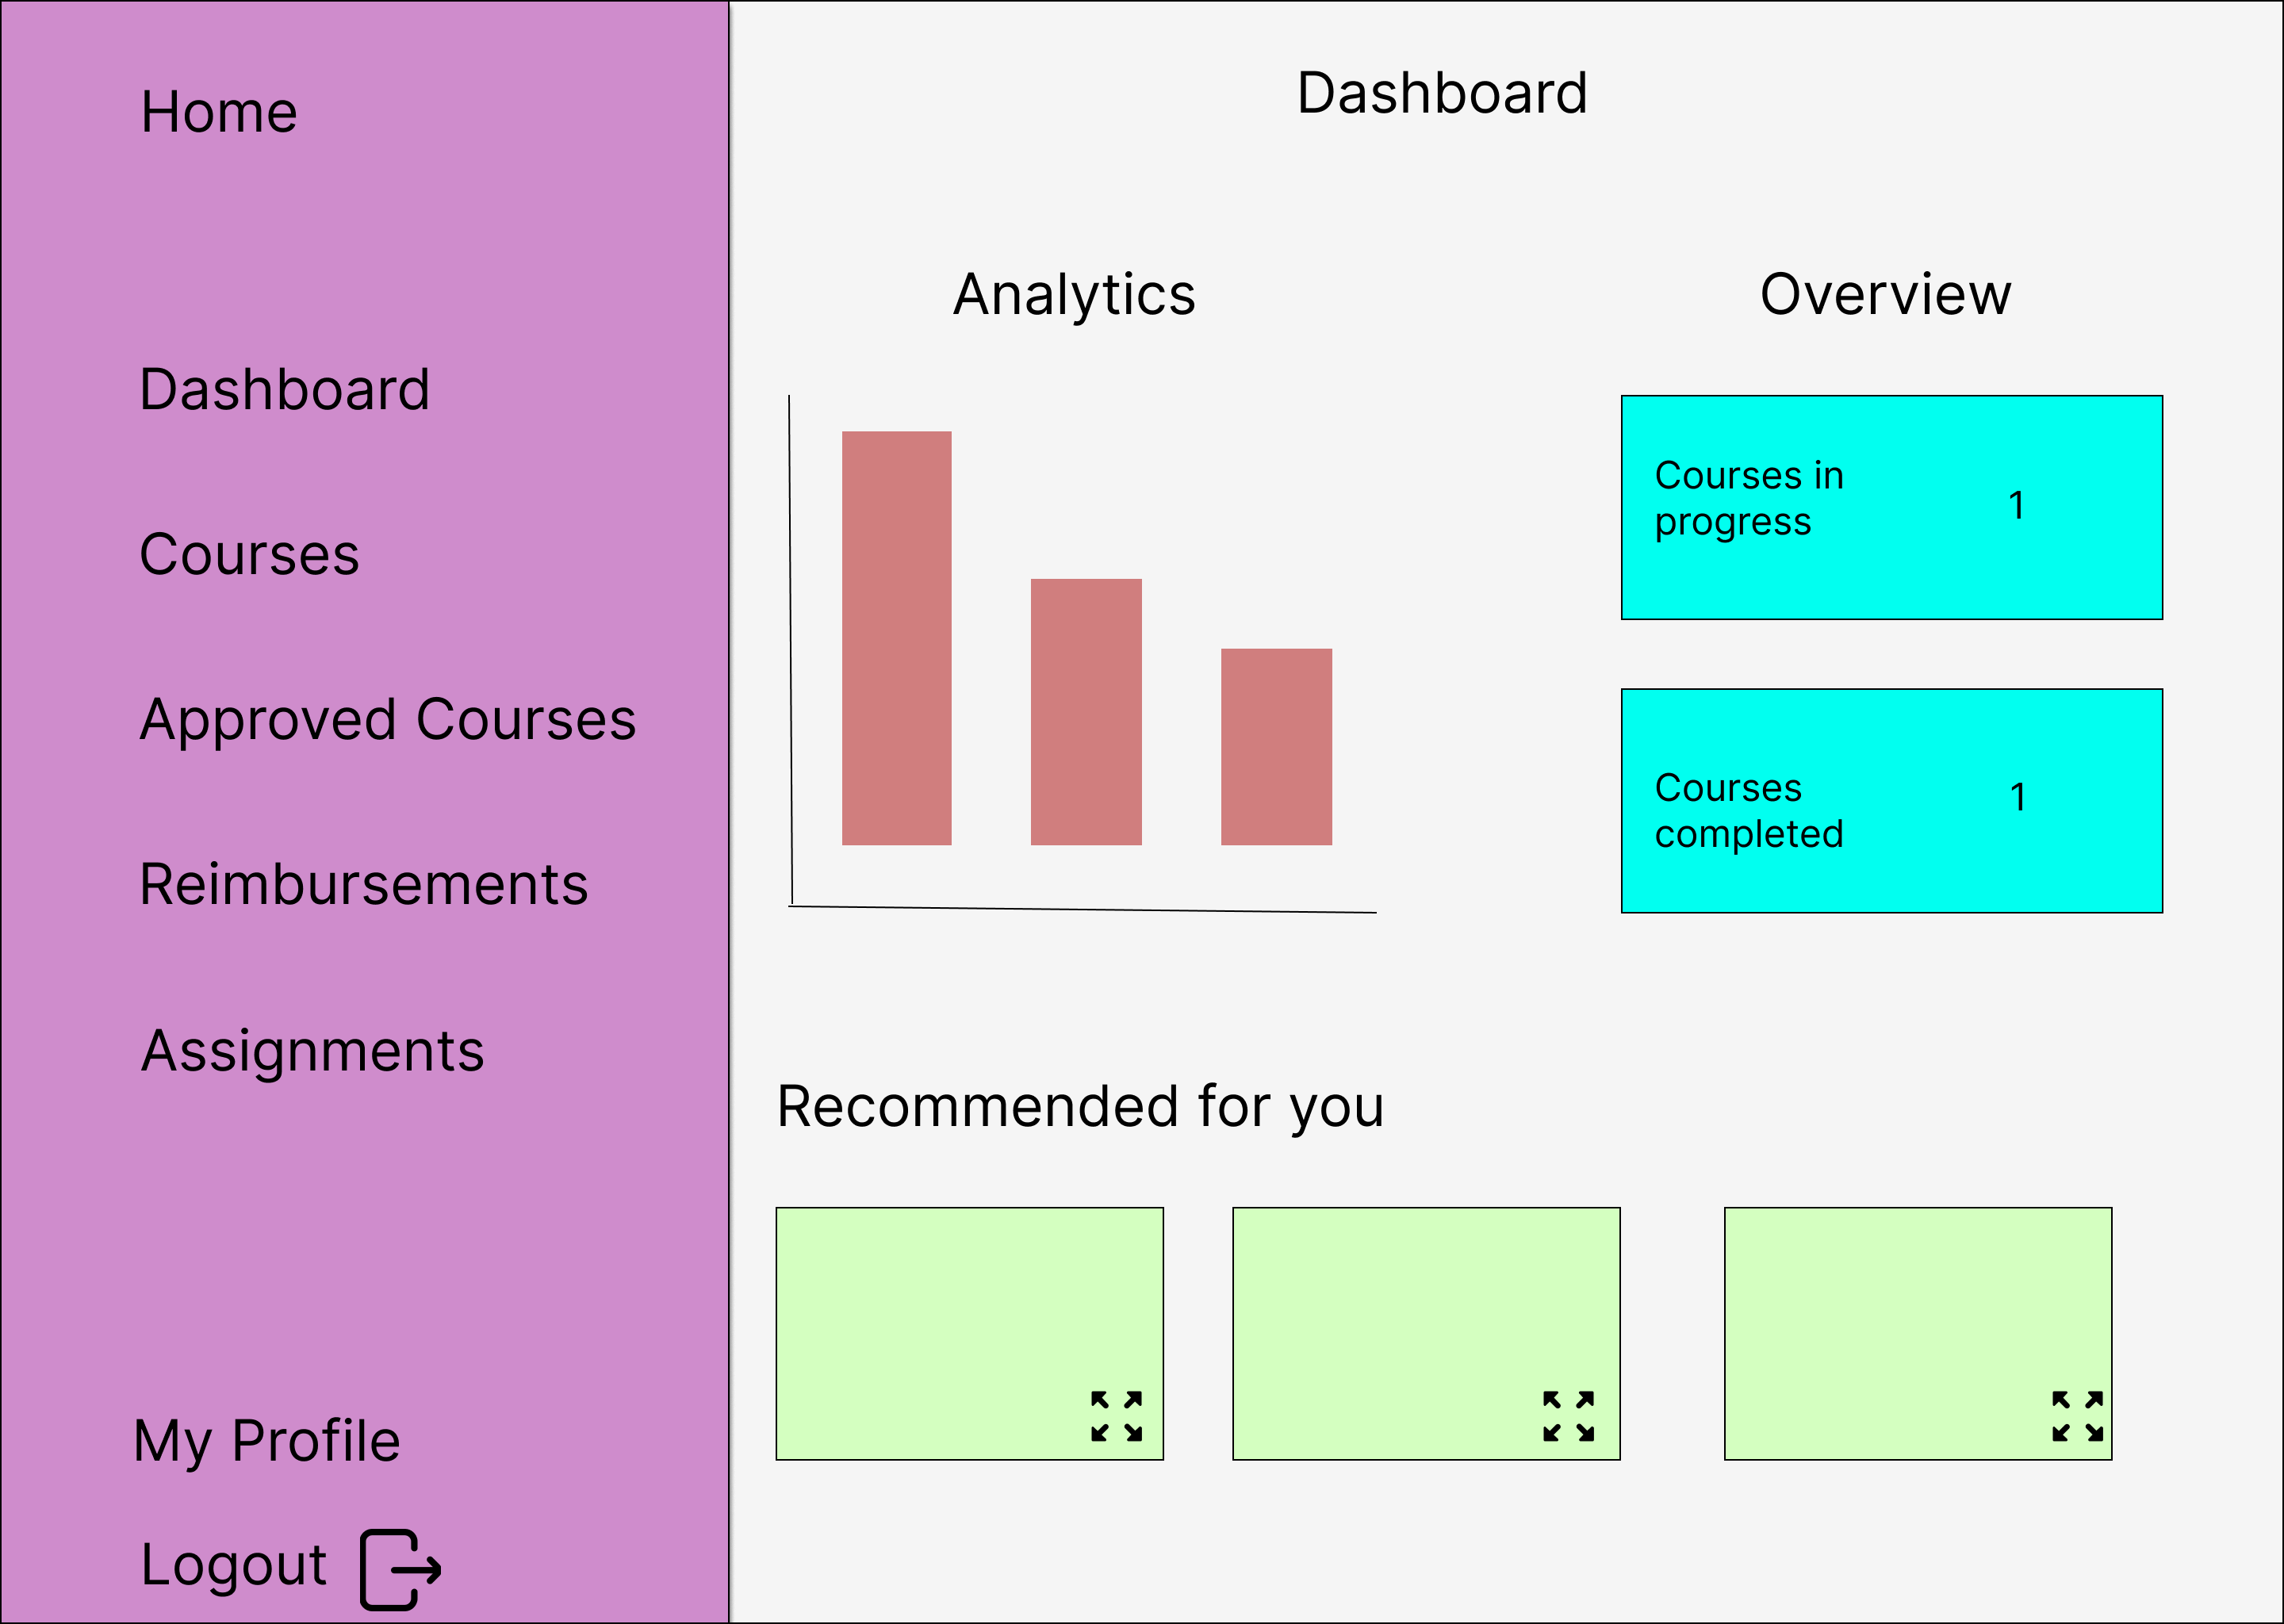 Home
Dashboard
Courses
Approved Courses
Reimbursements
Assignments
My Profile
Logout
Dashboard
Analytics
Overview
Courses in
progress
1
Courses
completed
1
Recommended for you